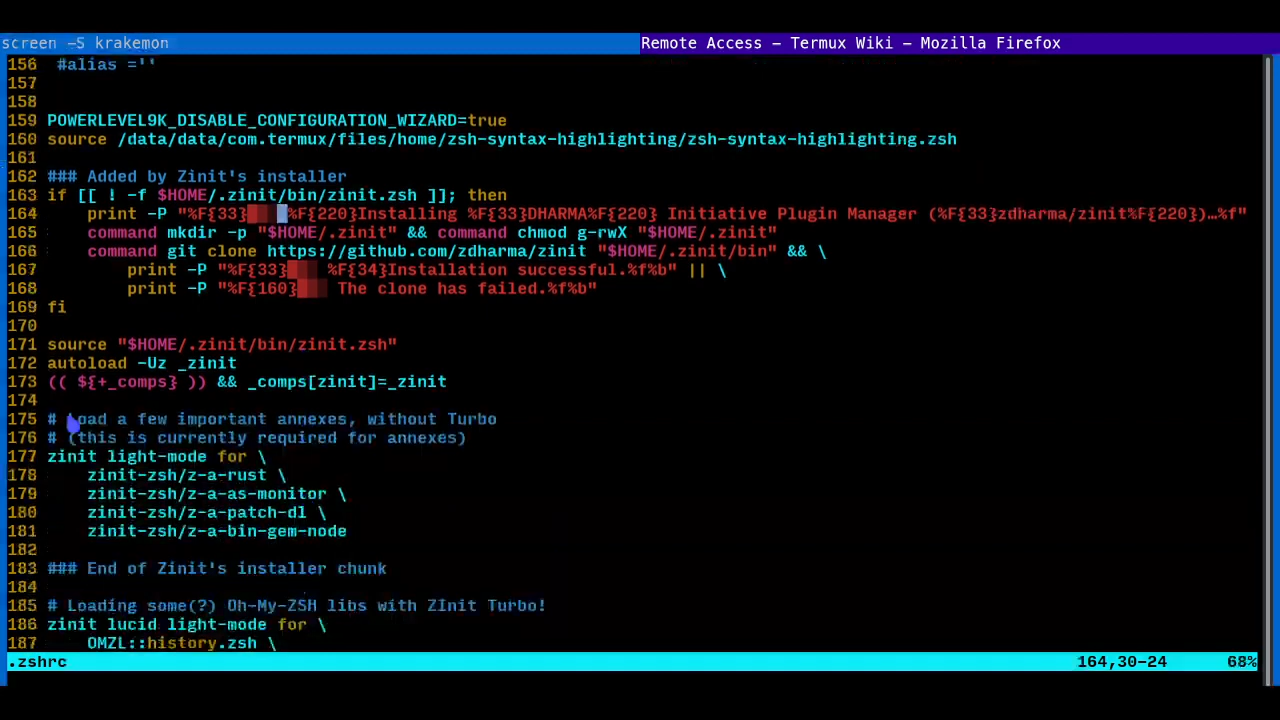 screen -S krakemon
Remote Access - Termux Wiki - Mozilla Firefox
156  #alias =''
157
158
159 POWERLEVEL9K_DISABLE_CONFIGURATION_WIZARD=true
160 source /data/data/com.termux/files/home/zsh-syntax-highlighting/zsh-syntax-highlighting.zsh
161
162 ### Added by Zinit's installer
163 if [[ ! -f $HOME/.zinit/bin/zinit.zsh ]]; then
164     print -P "%F{33}▓▒░ %F{220}Installing %F{33}DHARMA%F{220} Initiative Plugin Manager (%F{33}zdharma/zinit%F{220})…%f"
165     command mkdir -p "$HOME/.zinit" && command chmod g-rwX "$HOME/.zinit"
166     command git clone https://github.com/zdharma/zinit "$HOME/.zinit/bin" && \
167         print -P "%F{33}▓▒░ %F{34}Installation successful.%f%b" || \
168         print -P "%F{160}▓▒░ The clone has failed.%f%b"
169 fi
170
171 source "$HOME/.zinit/bin/zinit.zsh"
172 autoload -Uz _zinit
173 (( ${+_comps} )) && _comps[zinit]=_zinit
174
175 # Load a few important annexes, without Turbo
176 # (this is currently required for annexes)
177 zinit light-mode for \
178     zinit-zsh/z-a-rust \
179     zinit-zsh/z-a-as-monitor \
180     zinit-zsh/z-a-patch-dl \
181     zinit-zsh/z-a-bin-gem-node
182
183 ### End of Zinit's installer chunk
184
185 # Loading some(?) Oh-My-ZSH libs with ZInit Turbo!
186 zinit lucid light-mode for \
187     OMZL::history.zsh \
.zshrc 164,30-24 68%